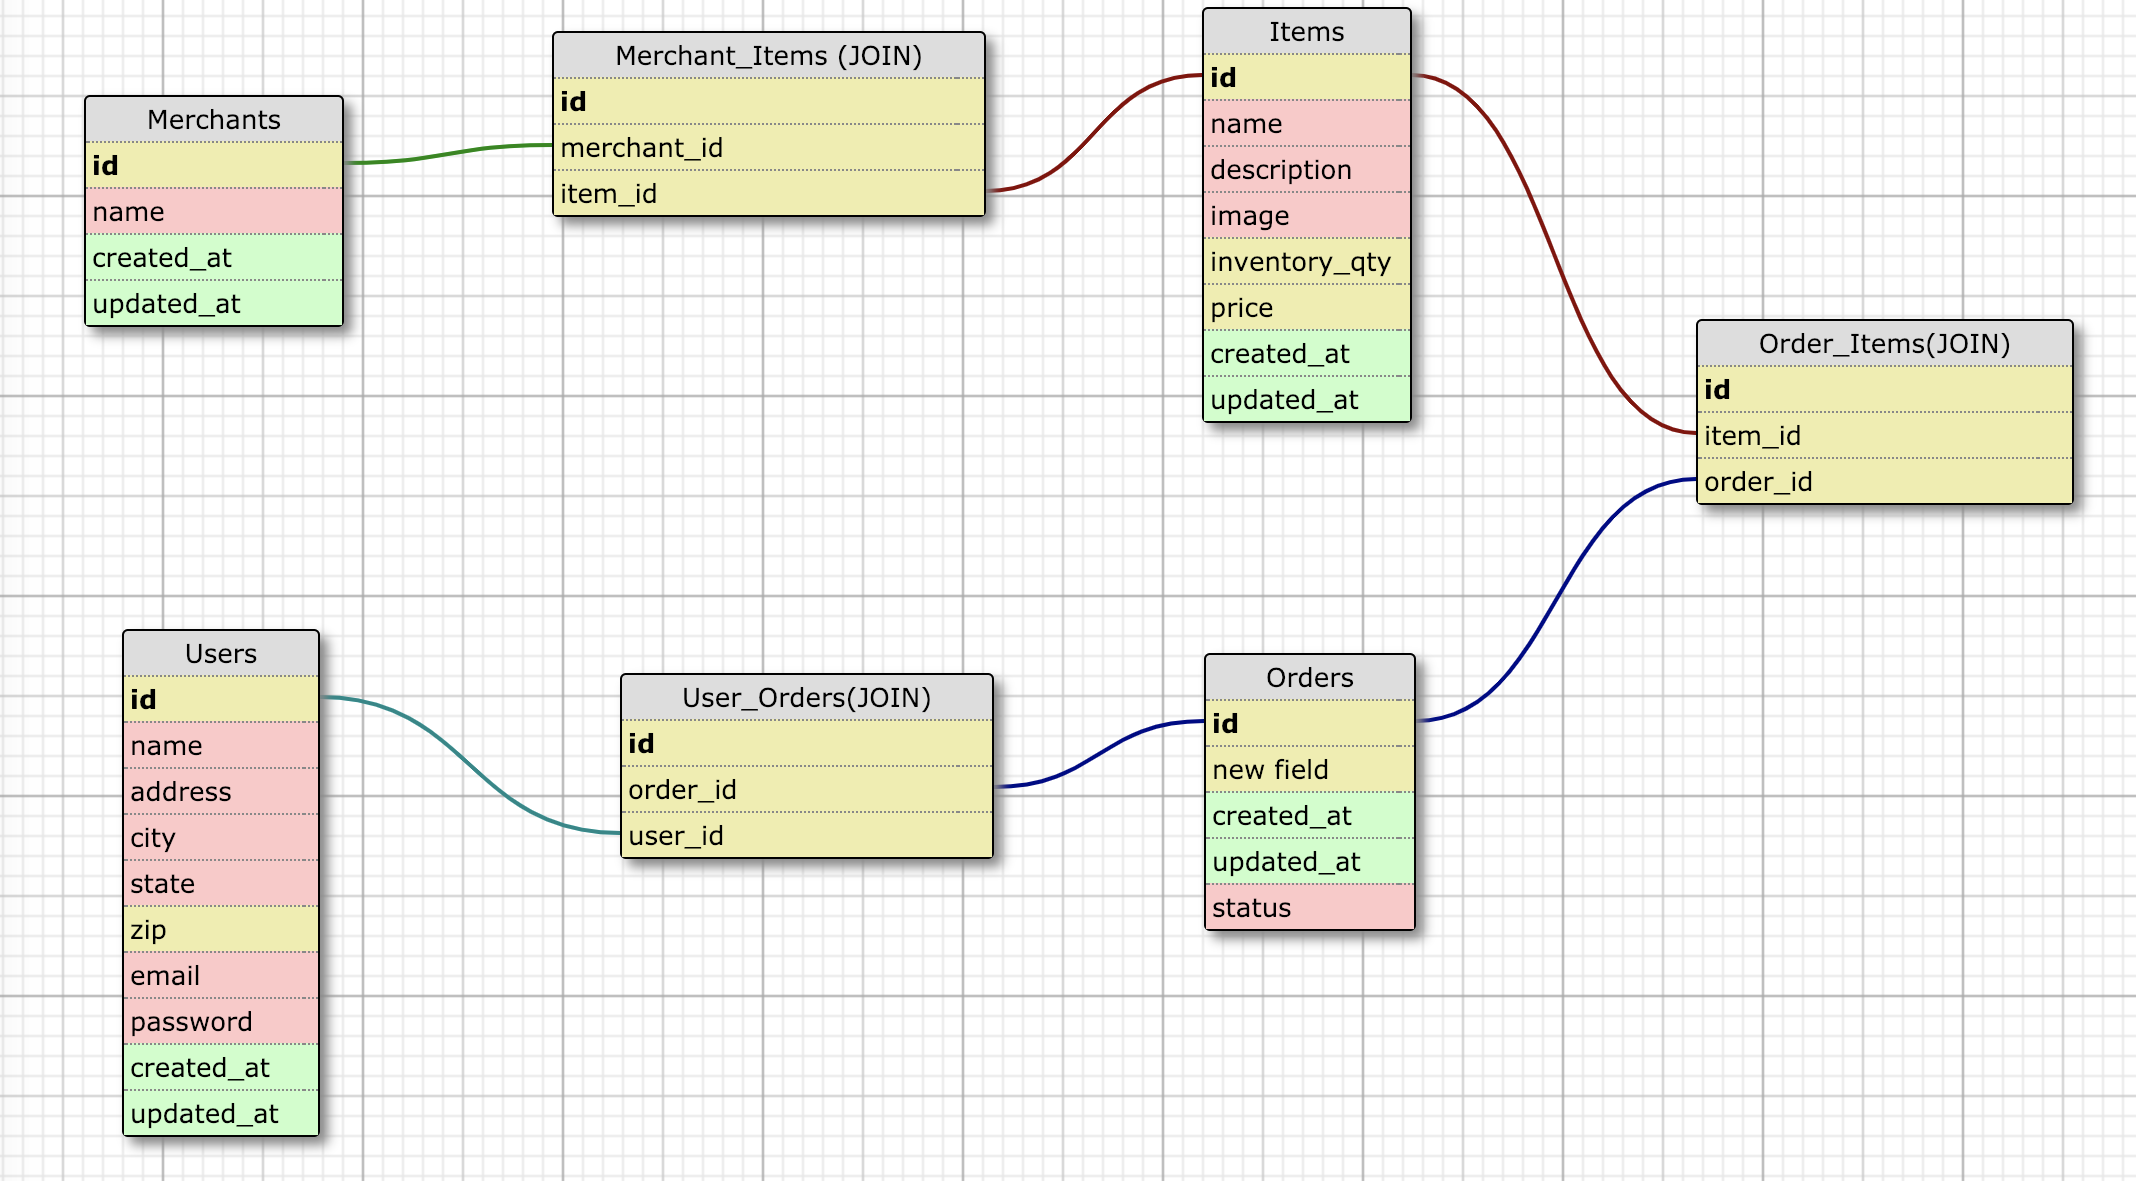 Merchants
id
name
created_at
updated_at
Merchant_Items (JOIN)
id
merchant_id
item_id
Items
id
name
description
image
inventory_qty
price
created_at
updated_at
Order_Items(JOIN)
id
item_id
order_id
Users
id
name
address
city
state
zip
email
password
created_at
updated_at
User_Orders(JOIN)
id
order_id
user_id
Orders
id
new field
created_at
updated_at
status